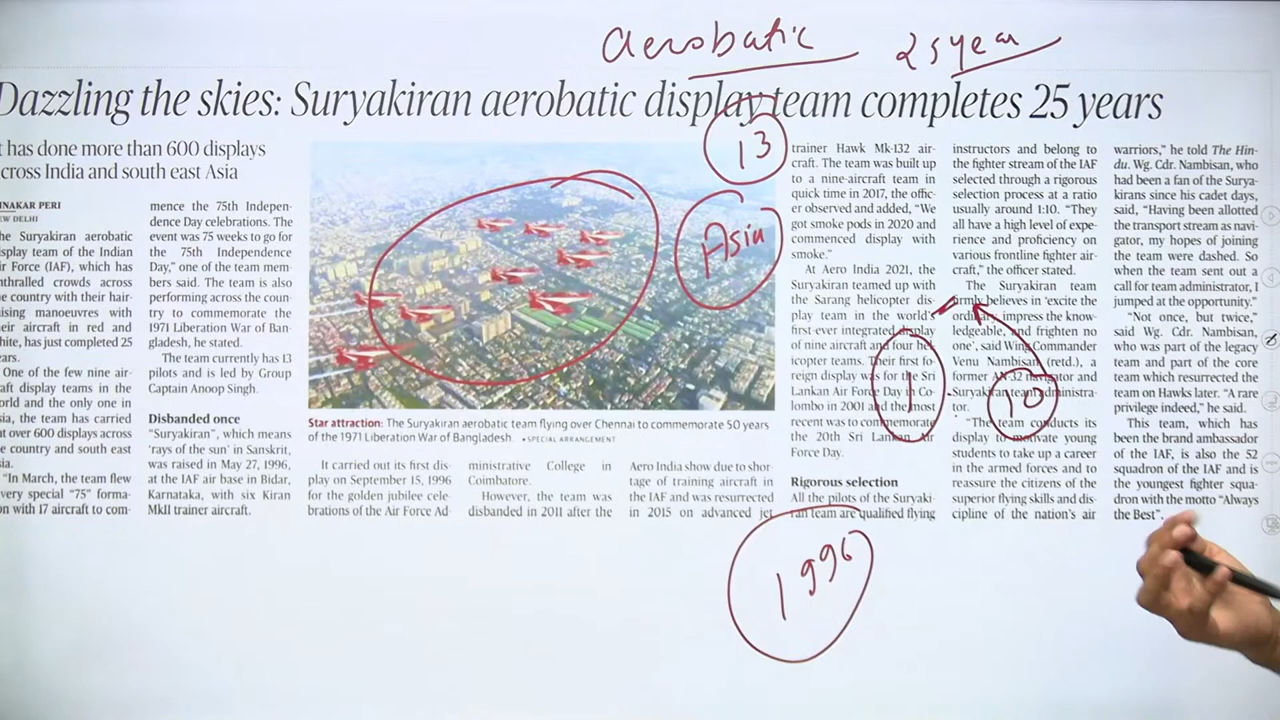 aerobatic 25 year
Dazzling the skies: Suryakiran aerobatic display team completes 25 years
t has done more than 600 displays
cross India and south east Asia
INAKAR PERI
EW DELHI
he Suryakiran aerobatic
splay team of the Indian
ir Force (IAF), which has
nthralled crowds across
e country with their hair-
ising manoeuvres with
eir aircraft in red and
hite, has just completed 25
ars.
One of the few nine air-
aft display teams in the
orld and the only one in
sia, the team has carried
t over 600 displays across
e country and south east
ia.
"In March, the team flew
very special "75" forma-
on with 17 aircraft to com-
mence the 75th Indepen-
dence Day celebrations. The
event was 75 weeks to go for
the 75th Independence
Day," one of the team mem-
bers said. The team is also
performing across the coun-
try to commemorate the
1971 Liberation War of Ban-
gladesh, he stated.
The team currently has 13
pilots and is led by Group
Captain Anoop Singh.
Disbanded once
"Suryakiran", which means
'rays of the sun' in Sanskrit,
was raised in May 27, 1996,
at the IAF air base in Bidar,
Karnataka, with six Kiran
MkII trainer aircraft.
13
Asia
Star attraction: The Suryakiran aerobatic team flying over Chennai to commemorate 50 years
of the 1971 Liberation War of Bangladesh. • SPECIAL ARRANGEMENT
It carried out its first dis-
play on September 15, 1996
for the golden jubilee cele-
brations of the Air Force Ad-
ministrative College in
Coimbatore.
However, the team was
disbanded in 2011 after the
Aero India show due to shor-
tage of training aircraft in
the IAF and was resurrected
in 2015 on advanced jet
trainer Hawk Mk-132 air-
craft. The team was built up
to a nine-aircraft team in
quick time in 2017, the offic-
er observed and added, "We
got smoke pods in 2020 and
commenced display with
smoke."
At Aero India 2021, the
Suryakiran teamed up with
the Sarang helicopter dis-
play team in the world's
first-ever integrated display
of nine aircraft and four hel-
icopter teams. Their first fo-
reign display was for the Sri
Lankan Air Force Day in Co-
lombo in 2001 and the most
recent was to commemorate
the 20th Sri Lankan Air
Force Day.
Rigorous selection
All the pilots of the Suryaki-
ran team are qualified flying
instructors and belong to
the fighter stream of the IAF
selected through a rigorous
selection process at a ratio
usually around 1:10. "They
all have a high level of expe-
rience and proficiency on
various frontline fighter air-
craft," the officer stated.
The Suryakiran team
firmly believes in 'excite the
ordinary, impress the know-
ledgeable, and frighten no
one', said Wing Commander
Venu Nambisan (retd.), a
former AN-32 navigator and
Suryakiran team administra-
tor.
"The team conducts its
display to motivate young
students to take up a career
in the armed forces and to
reassure the citizens of the
superior flying skills and dis-
cipline of the nation's air
warriors," he told The Hin-
du. Wg. Cdr. Nambisan, who
had been a fan of the Surya-
kirans since his cadet days,
said, "Having been allotted
the transport stream as navi-
gator, my hopes of joining
the team were dashed. So
when the team sent out a
call for team administrator, I
jumped at the opportunity."
"Not once, but twice,"
said Wg. Cdr. Nambisan,
who was part of the legacy
team and part of the core
team which resurrected the
team on Hawks later. "A rare
privilege indeed," he said.
This team, which has
been the brand ambassador
of the IAF, is also the 52
squadron of the IAF and is
the youngest fighter squa-
dron with the motto "Always
the Best".
1
10
1996